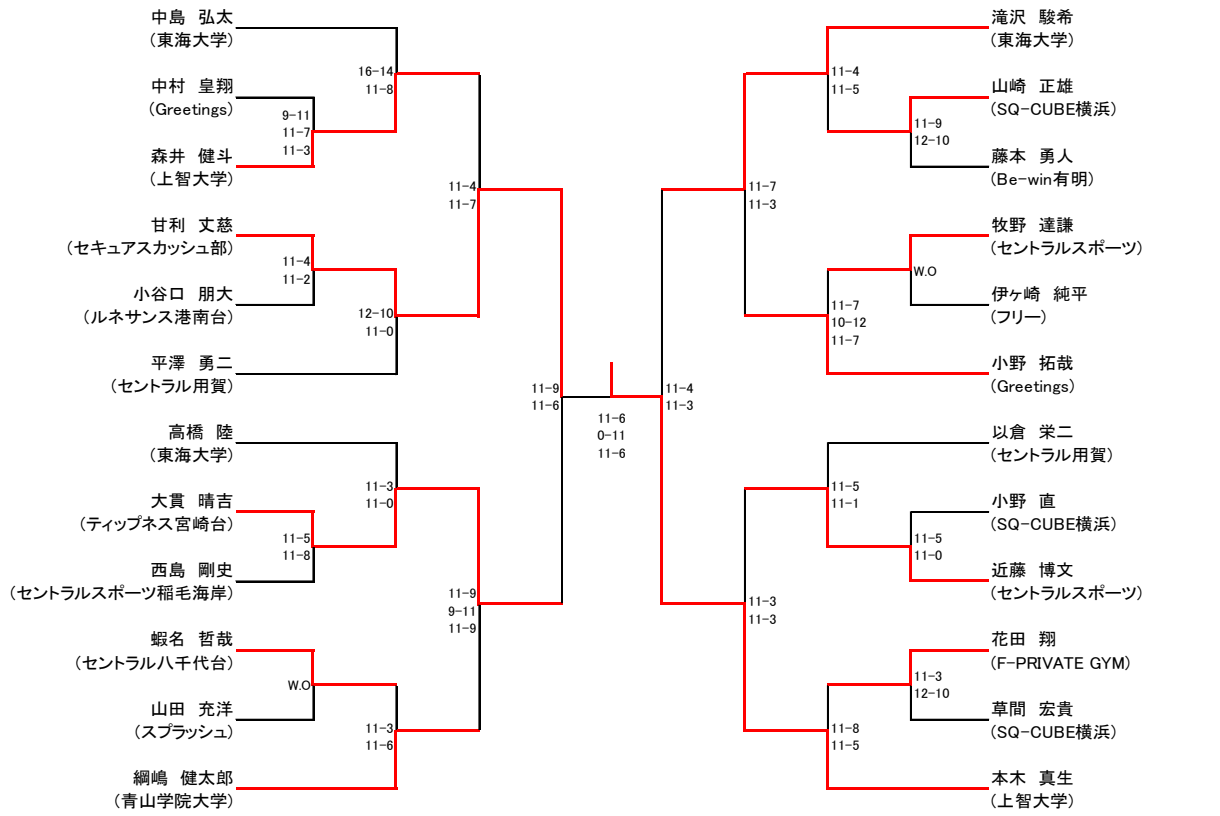 中島 弘太
(東海大学)
中村 皇翔
(Greetings)
森井 健斗
(上智大学)
甘利 丈慈
(セキュアスカッシュ部)
小谷口 朋大
(ルネサンス港南台)
平澤 勇二
(セントラル用賀)
高橋 陸
(東海大学)
大貫 晴吉
(ティップネス宮崎台)
西島 剛史
(セントラルスポーツ稲毛海岸)
蝦名 哲哉
(セントラル八千代台)
山田 充洋
(スプラッシュ)
綱嶋 健太郎
(青山学院大学)
9-11
11-7
11-3
11-4
11-2
11-5
11-8
W.O
16-14
11-8
12-10
11-0
11-3
11-0
11-3
11-6
11-4
11-7
11-9
9-11
11-9
11-9
11-6
11-6
0-11
11-6
11-4
11-3
11-7
11-3
11-3
11-3
11-4
11-5
11-7
10-12
11-7
11-5
11-1
11-8
11-5
11-9
12-10
W.O
11-5
11-0
11-3
12-10
滝沢 駿希
(東海大学)
山崎 正雄
(SQ-CUBE横浜)
藤本 勇人
(Be-win有明)
牧野 達謙
(セントラルスポーツ)
伊ヶ崎 純平
(フリー)
小野 拓哉
(Greetings)
以倉 栄二
(セントラル用賀)
小野 直
(SQ-CUBE横浜)
近藤 博文
(セントラルスポーツ)
花田 翔
(F-PRIVATE GYM)
草間 宏貴
(SQ-CUBE横浜)
本木 真生
(上智大学)